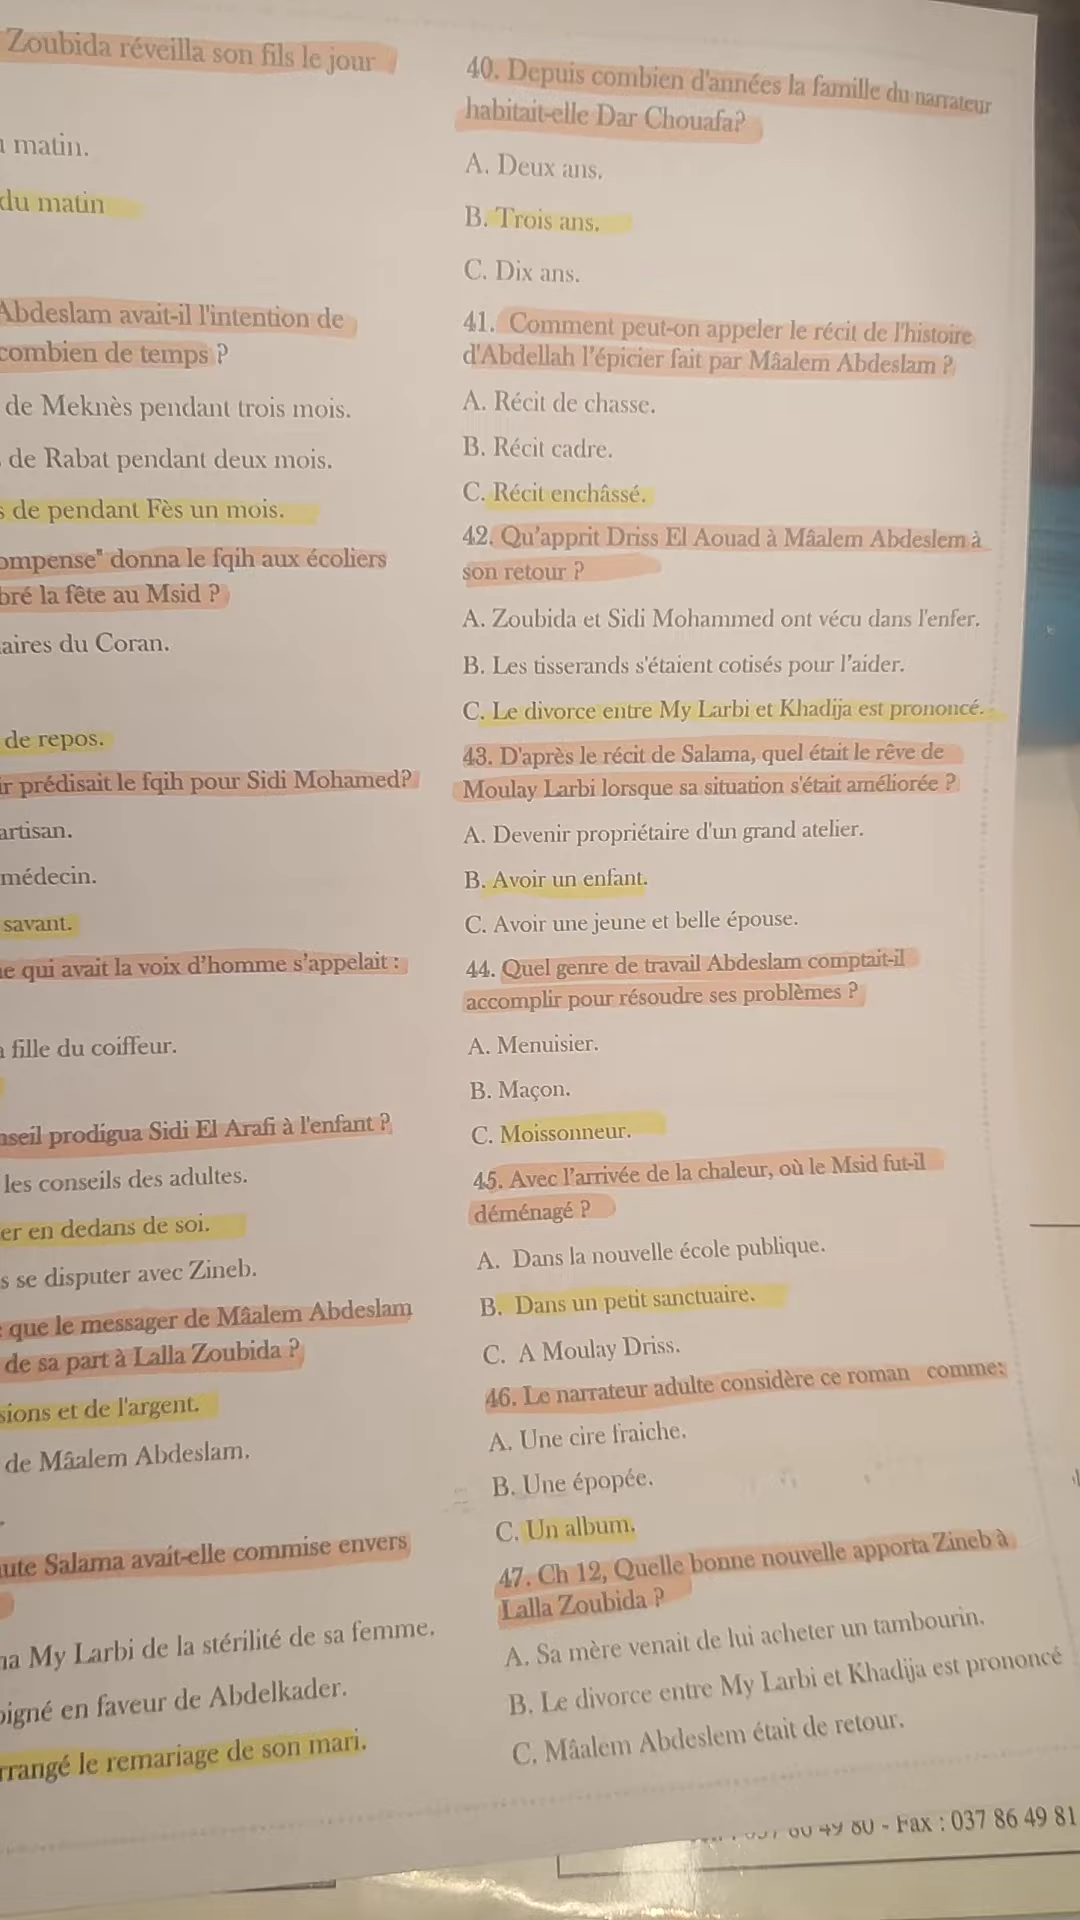 Zoubida réveilla son fils le jour
matin.
du matin
Abdeslam avait-il l'intention de
combien de temps ?
de Meknès pendant trois mois.
de Rabat pendant deux mois.
s de pendant Fès un mois.
ompense" donna le fqih aux écoliers
bré la fête au Msid ?
aires du Coran.
de repos.
ir prédisait le fqih pour Sidi Mohamed?
artisan.
médecin.
savant.
e qui avait la voix d'homme s'appelait :
fille du coiffeur.
nseil prodigua Sidi El Arafi à l'enfant ?
les conseils des adultes.
er en dedans de soi.
s se disputer avec Zineb.
que le messager de Mâalem Abdeslam
de sa part à Lalla Zoubida ?
sions et de l'argent.
de Mâalem Abdeslam.
ute Salama avait-elle commise envers
na My Larbi de la stérilité de sa femme.
oigné en faveur de Abdelkader.
rrangé le remariage de son mari.
40. Depuis combien d'années la famille du narrateur
habitait-elle Dar Chouafa?
A. Deux ans.
B. Trois ans.
C. Dix ans.
41. Comment peut-on appeler le récit de l'histoire
d'Abdellah l'épicier fait par Mâalem Abdeslam ?
A. Récit de chasse.
B. Récit cadre.
C. Récit enchâssé.
42. Qu'apprit Driss El Aouad à Mâalem Abdeslem à
son retour ?
A. Zoubida et Sidi Mohammed ont vécu dans l'enfer.
B. Les tisserands s'étaient cotisés pour l'aider.
C. Le divorce entre My Larbi et Khadija est prononcé.
43. D'après le récit de Salama, quel était le rêve de
Moulay Larbi lorsque sa situation s'était améliorée ?
A. Devenir propriétaire d'un grand atelier.
B. Avoir un enfant.
C. Avoir une jeune et belle épouse.
44. Quel genre de travail Abdeslam comptait-il
accomplir pour résoudre ses problèmes ?
A. Menuisier.
B. Maçon.
C. Moissonneur.
45. Avec l'arrivée de la chaleur, où le Msid fut-il
déménagé ?
A. Dans la nouvelle école publique.
B. Dans un petit sanctuaire.
C. A Moulay Driss.
46. Le narrateur adulte considère ce roman comme:
A. Une cire fraiche.
B. Une épopée.
C. Un album.
47. Ch 12, Quelle bonne nouvelle apporta Zineb à
Lalla Zoubida ?
A. Sa mère venait de lui acheter un tambourin.
B. Le divorce entre My Larbi et Khadija est prononcé
C. Mâalem Abdeslem était de retour.
49 80 - Fax : 037 86 49 81